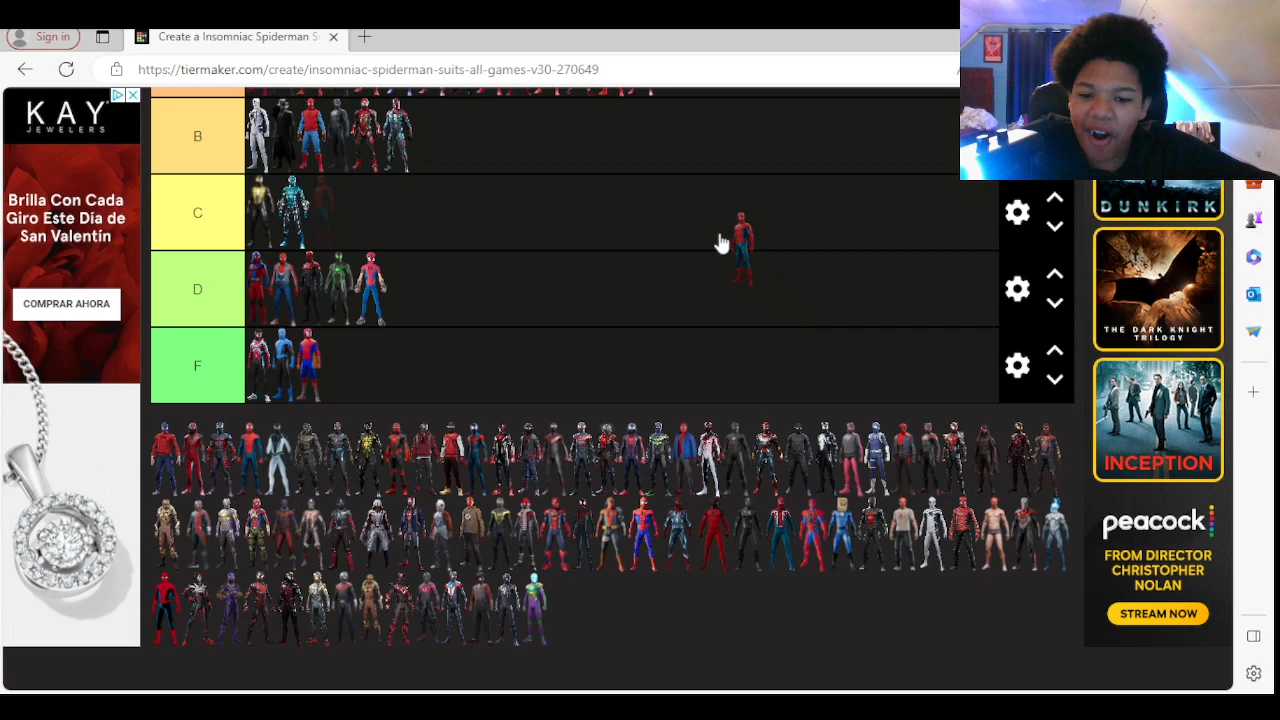 Sign in
Create a Insomniac Spiderman S
https://tiermaker.com/create/insomniac-spiderman-suits-all-games-v30-270649
KAY
JEWELERS
Brilla Con Cada
Giro Este Día de
San Valentín
COMPRAR AHORA
B
C
D
F
DUNKIRK
THE DARK KNIGHT
TRILOGY
INCEPTION
peacock
FROM DIRECTOR
CHRISTOPHER
NOLAN
STREAM NOW